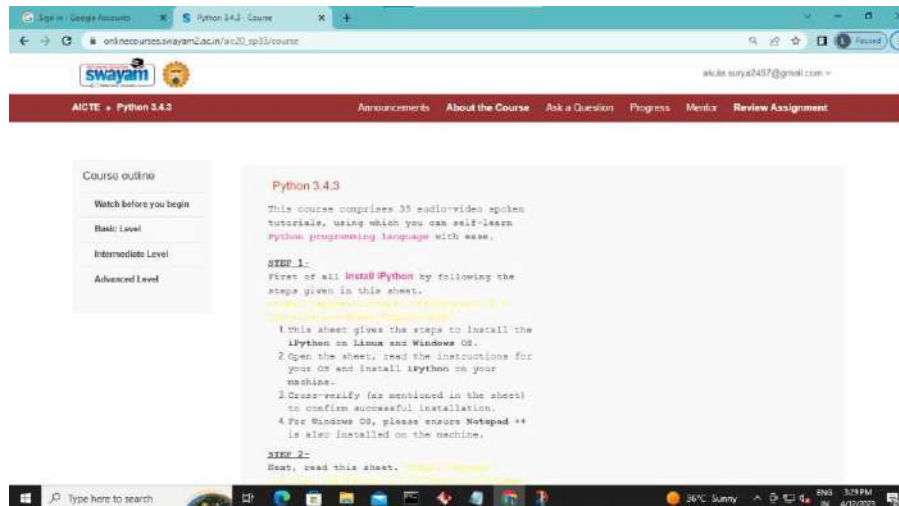 Sign in - Google Accounts
Python 3.4.3 - Course
onlinecourses.swayam2.ac.in/aic20_sp33/course
swayam
AICTE » Python 3.4.3
Announcements
About the Course
Ask a Question
Progress
Mentor
Review Assignment
Course outline
Watch before you begin
Basic Level
Intermediate Level
Advanced Level
Python 3.4.3
This course comprises 35 audio-video spoken
tutorials, using which you can self-learn
Python programming language with ease.
STEP 1-
First of all Install IPython by following the
steps given in this sheet.
1.This sheet gives the steps to install the
iPython on Linux and Windows OS.
2.Open the sheet, read the instructions for
your OS and install iPython on your
machine.
3.Cross-verify (as mentioned in the sheet)
to confirm successful installation.
4.For Windows OS, please ensure Notepad ++
is also installed on the machine.
STEP 2-
Next, read this sheet.
Type here to search
36°C Sunny
ENG
IN
3:29 PM
4/12/2023